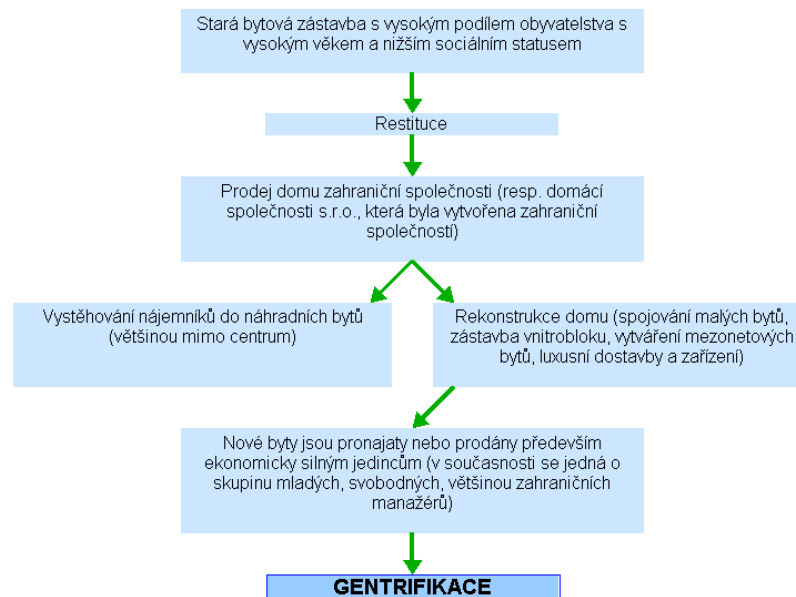 Stará bytová zástavba s vysokým podílem obyvatelstva s
vysokým věkem a nižším sociálním statusem
Restituce
Prodej domu zahraniční společnosti (resp. domácí
společnosti s.r.o., která byla vytvořena zahraniční
společností)
Vystěhování nájemníků do náhradních bytů
(většinou mimo centrum)
Rekonstrukce domu (spojování malých bytů,
zástavba vnitrobloku, vytváření mezonetových
bytů, luxusní dostavby a zařízení)
Nové byty jsou pronajaty nebo prodány především
ekonomicky silným jedincům (v současnosti se jedná o
skupinu mladých, svobodných, většinou zahraničních
manažérů)
GENTRIFIKACE